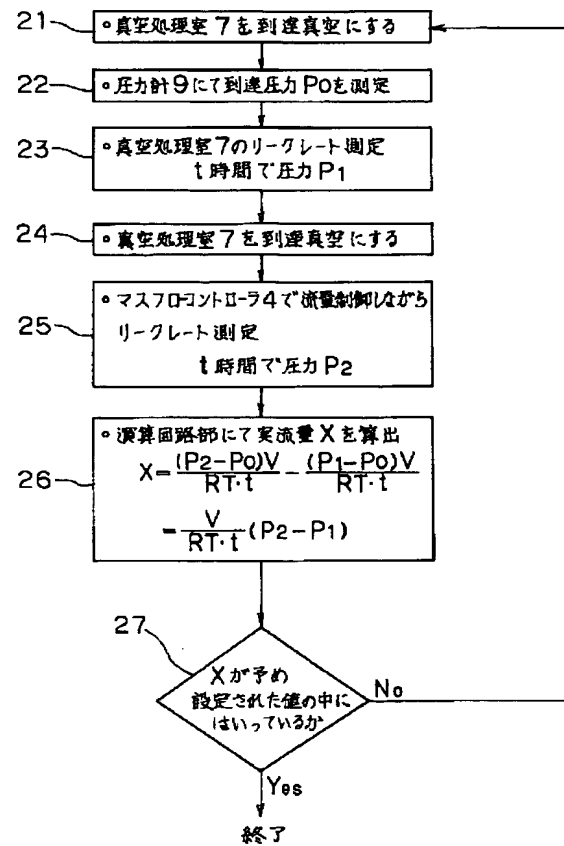 21
◦真空処理室7を到達真空にする
22
◦圧力計9にて到達圧力P0を測定
23
◦真空処理室7のリークレート測定
t時間で圧力P1
24
◦真空処理室7を到達真空にする
25
◦マスフローコントローラ4で流量制御しながら
リークレート測定
t時間で圧力P2
26
◦演算回路部にて実流量Xを算出
X=(P2-P0)V/RT·t-(P1-P0)V/RT·t
=V/RT·t(P2-P1)
27
Xが予め
設定された値の中に
はいっているか
No
Yes
終了